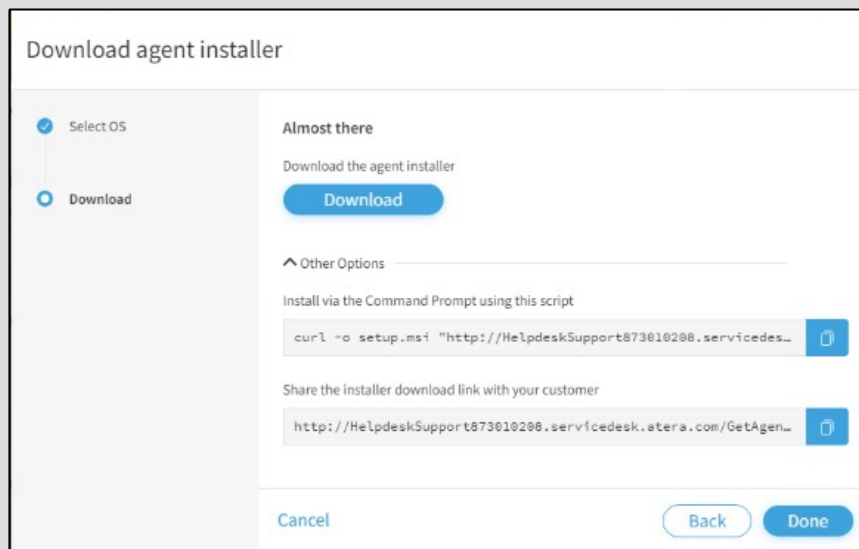 Download agent installer
Select OS
Download
Almost there
Download the agent installer
Download
Other Options
Install via the Command Prompt using this script
curl -o setup.msi "http://HelpdeskSupport873010208.servicedes…
Share the installer download link with your customer
http://HelpdeskSupport873010208.servicedesk.atera.com/GetAgen…
Cancel
Back
Done